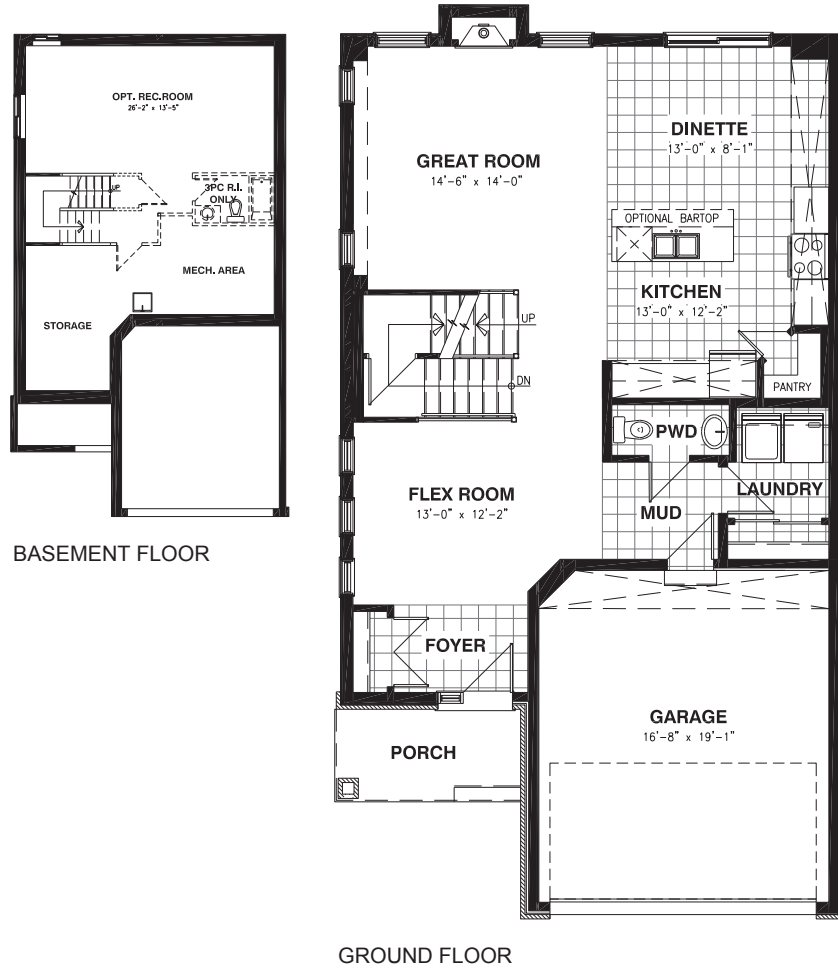 OPT. REC.ROOM
26'-2" x 13'-5"
UP
3PC R.I.
ONLY
MECH. AREA
STORAGE
BASEMENT FLOOR
GREAT ROOM
14'-6" x 14'-0"
DINETTE
13'-0" x 8'-1"
OPTIONAL BARTOP
KITCHEN
13'-0" x 12'-2"
UP
DN
PANTRY
PWD
FLEX ROOM
13'-0" x 12'-2"
LAUNDRY
MUD
FOYER
PORCH
GARAGE
16'-8" x 19'-1"
GROUND FLOOR